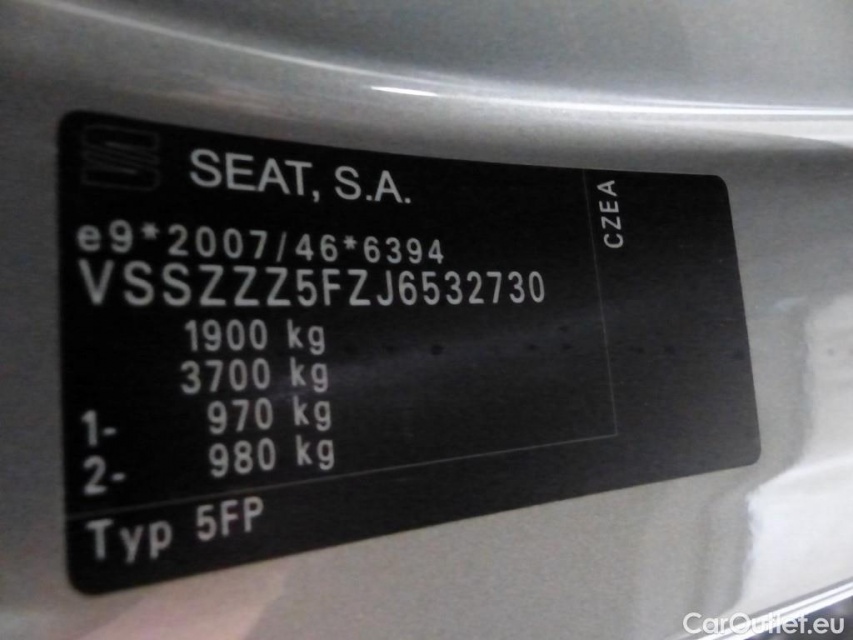 SEAT, S.A.
CZEA
e9*2007/46*6394
VSSZZZ5FZJ6532730
1900 kg
3700 kg
1- 970 kg
2- 980 kg
Typ 5FP
CarOutlet.eu